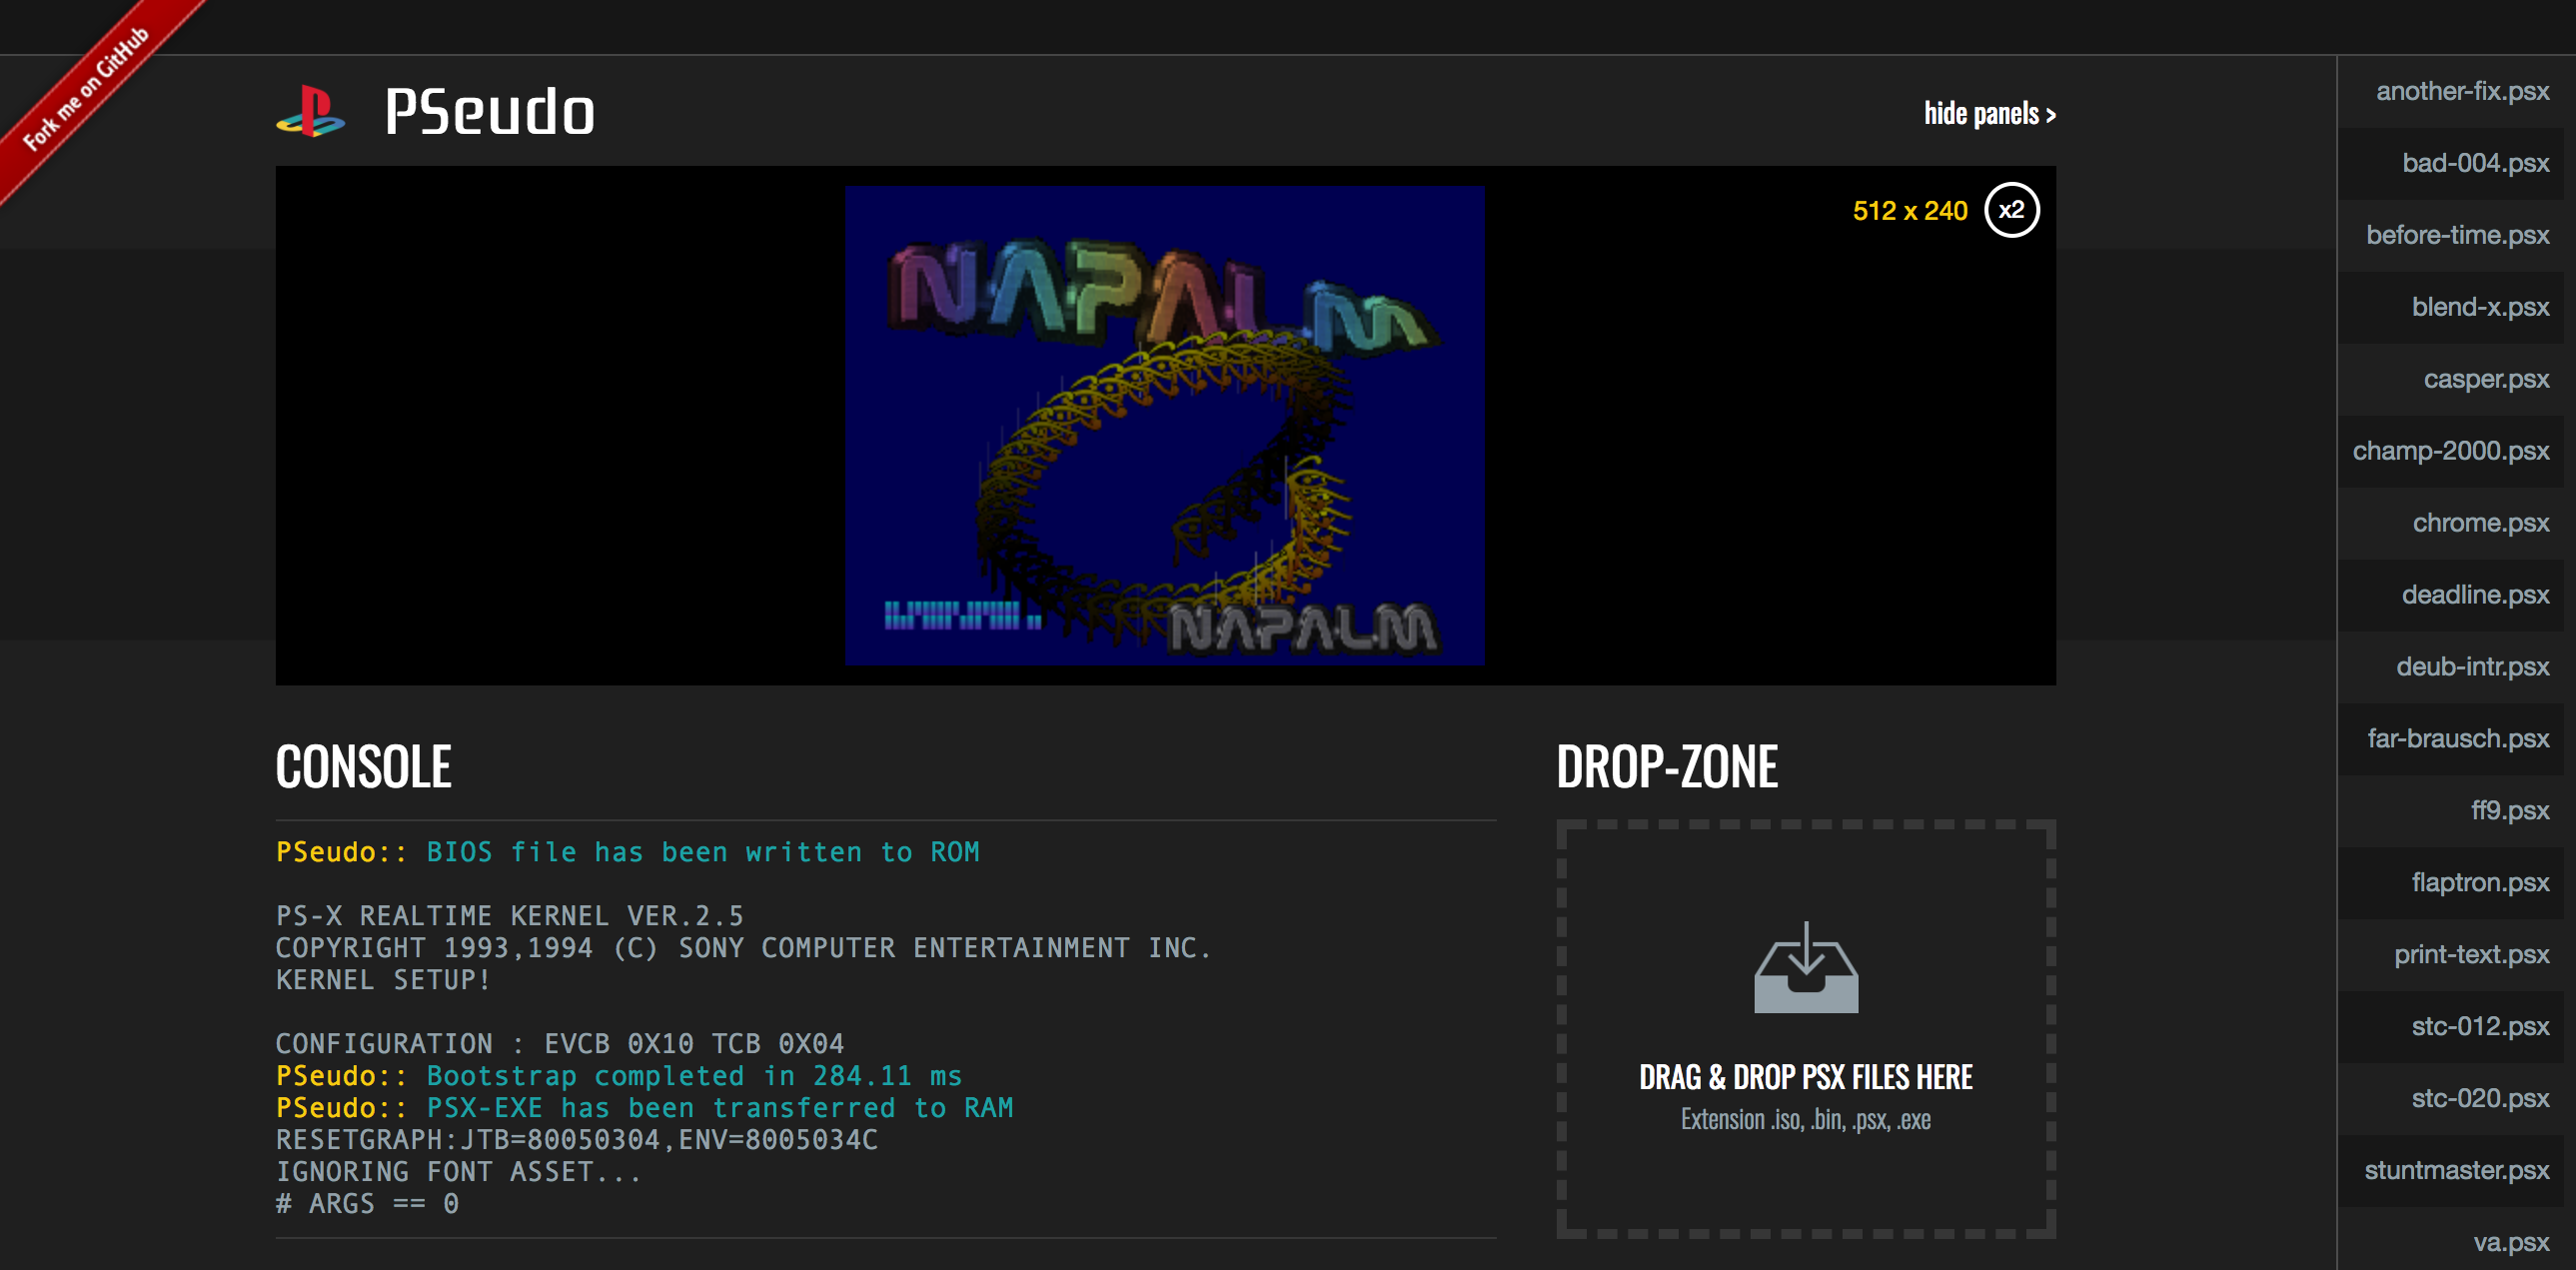 Fork me on GitHub
PSeudo
hide panels >
512 x 240
x2
NAPALM
NAPALM
CONSOLE
PSeudo:: BIOS file has been written to ROM
PS-X REALTIME KERNEL VER.2.5
COPYRIGHT 1993,1994 (C) SONY COMPUTER ENTERTAINMENT INC.
KERNEL SETUP!
CONFIGURATION : EVCB 0X10 TCB 0X04
PSeudo:: Bootstrap completed in 284.11 ms
PSeudo:: PSX-EXE has been transferred to RAM
RESETGRAPH:JTB=80050304,ENV=8005034C
IGNORING FONT ASSET...
# ARGS == 0
DROP-ZONE
DRAG & DROP PSX FILES HERE
Extension .iso, .bin, .psx, .exe
another-fix.psx
bad-004.psx
before-time.psx
blend-x.psx
casper.psx
champ-2000.psx
chrome.psx
deadline.psx
deub-intr.psx
far-brausch.psx
ff9.psx
flaptron.psx
print-text.psx
stc-012.psx
stc-020.psx
stuntmaster.psx
va.psx